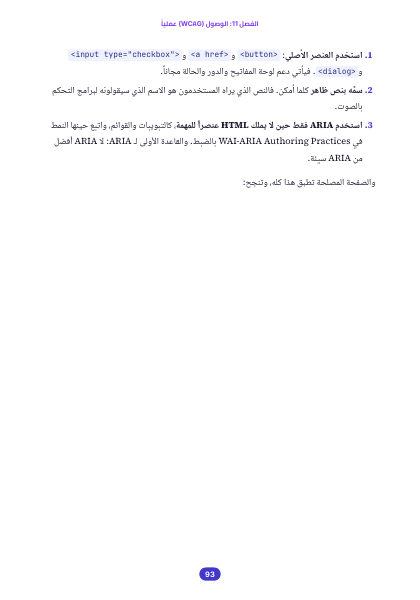 الفصل 11: الوصول (WCAG) عملياً
1. استخدم العنصر الأصلي: <button> و <a href> و <input type="checkbox">
و <dialog>. فيأتي دعم لوحة المفاتيح والدور والحالة مجاناً.
2. سمِّه بنص ظاهر كلما أمكن. فالنص الذي يراه المستخدمون هو الاسم الذي سيقولونه لبرامج التحكم
بالصوت.
3. استخدم ARIA فقط حين لا يملك HTML عنصراً للمهمة، كالتبويبات والقوائم، واتبع حينها النمط
في WAI-ARIA Authoring Practices بالضبط. والقاعدة الأولى لـ ARIA: لا ARIA أفضل
من ARIA سيئة.
والصفحة المصلحة تطبق هذا كله، وتنجح:
93